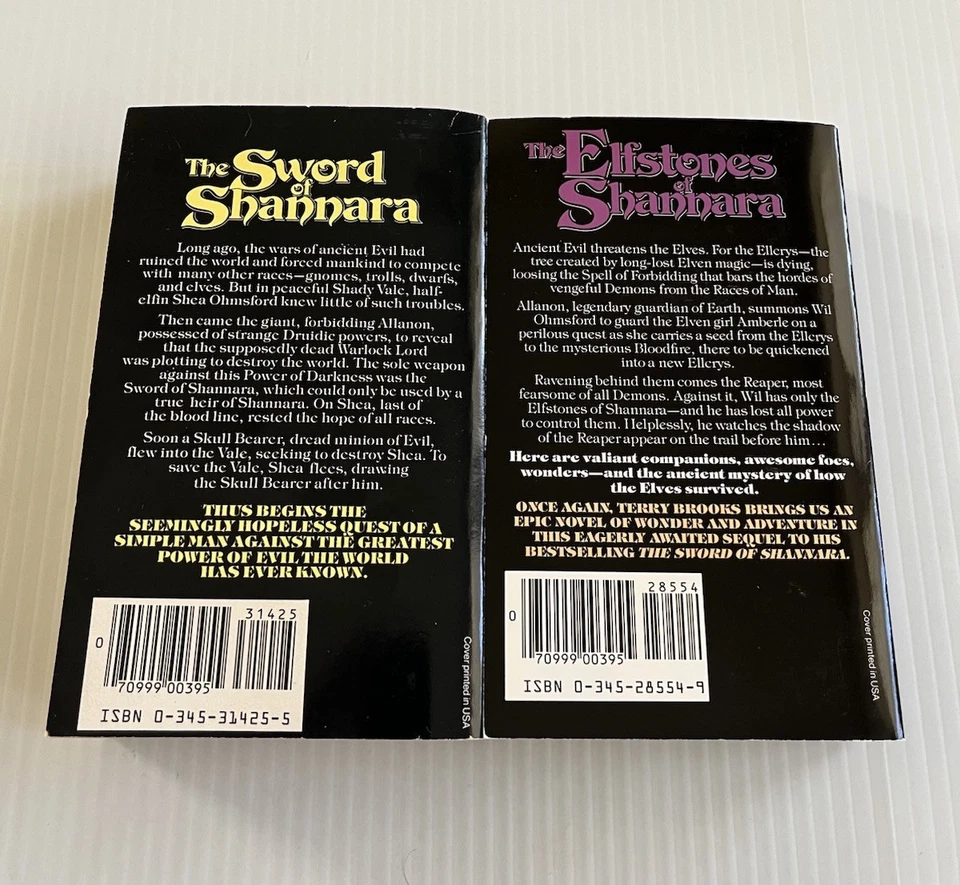 The Sword
of
Shannara
Long ago, the wars of ancient Evil had
ruined the world and forced mankind to compete
with many other races—gnomes, trolls, dwarfs,
and elves. But in peaceful Shady Vale, half-
elfin Shea Ohmsford knew little of such troubles.
Then came the giant, forbidding Allanon,
possessed of strange Druidic powers, to reveal
that the supposedly dead Warlock Lord
was plotting to destroy the world. The sole weapon
against this Power of Darkness was the
Sword of Shannara, which could only be used by a
true heir of Shannara. On Shea, last of
the blood line, rested the hope of all races.
Soon a Skull Bearer, dread minion of Evil,
flew into the Vale, seeking to destroy Shea. To
save the Vale, Shea flees, drawing
the Skull Bearer after him.
THUS BEGINS THE
SEEMINGLY HOPELESS QUEST OF A
SIMPLE MAN AGAINST THE GREATEST
POWER OF EVIL THE WORLD
HAS EVER KNOWN.
31425
0
70999 00395
ISBN 0-345-31425-5
Cover printed in USA
The Elfstones
of
Shannara
Ancient Evil threatens the Elves. For the Ellcrys—the
tree created by long-lost Elven magic—is dying,
loosing the Spell of Forbidding that bars the hordes of
vengeful Demons from the Races of Man.
Allanon, legendary guardian of Earth, summons Wil
Ohmsford to guard the Elven girl Amberle on a
perilous quest as she carries a seed from the Ellcrys
to the mysterious Bloodfire, there to be quickened
into a new Ellcrys.
Ravening behind them comes the Reaper, most
fearsome of all Demons. Against it, Wil has only the
Elfstones of Shannara—and he has lost all power
to control them. Helplessly, he watches the shadow
of the Reaper appear on the trail before him...
Here are valiant companions, awesome foes,
wonders—and the ancient mystery of how
the Elves survived.
ONCE AGAIN, TERRY BROOKS BRINGS US AN
EPIC NOVEL OF WONDER AND ADVENTURE IN
THIS EAGERLY AWAITED SEQUEL TO HIS
BESTSELLING THE SWORD OF SHANNARA.
28554
0
70999 00395
ISBN 0-345-28554-9
Cover printed in USA